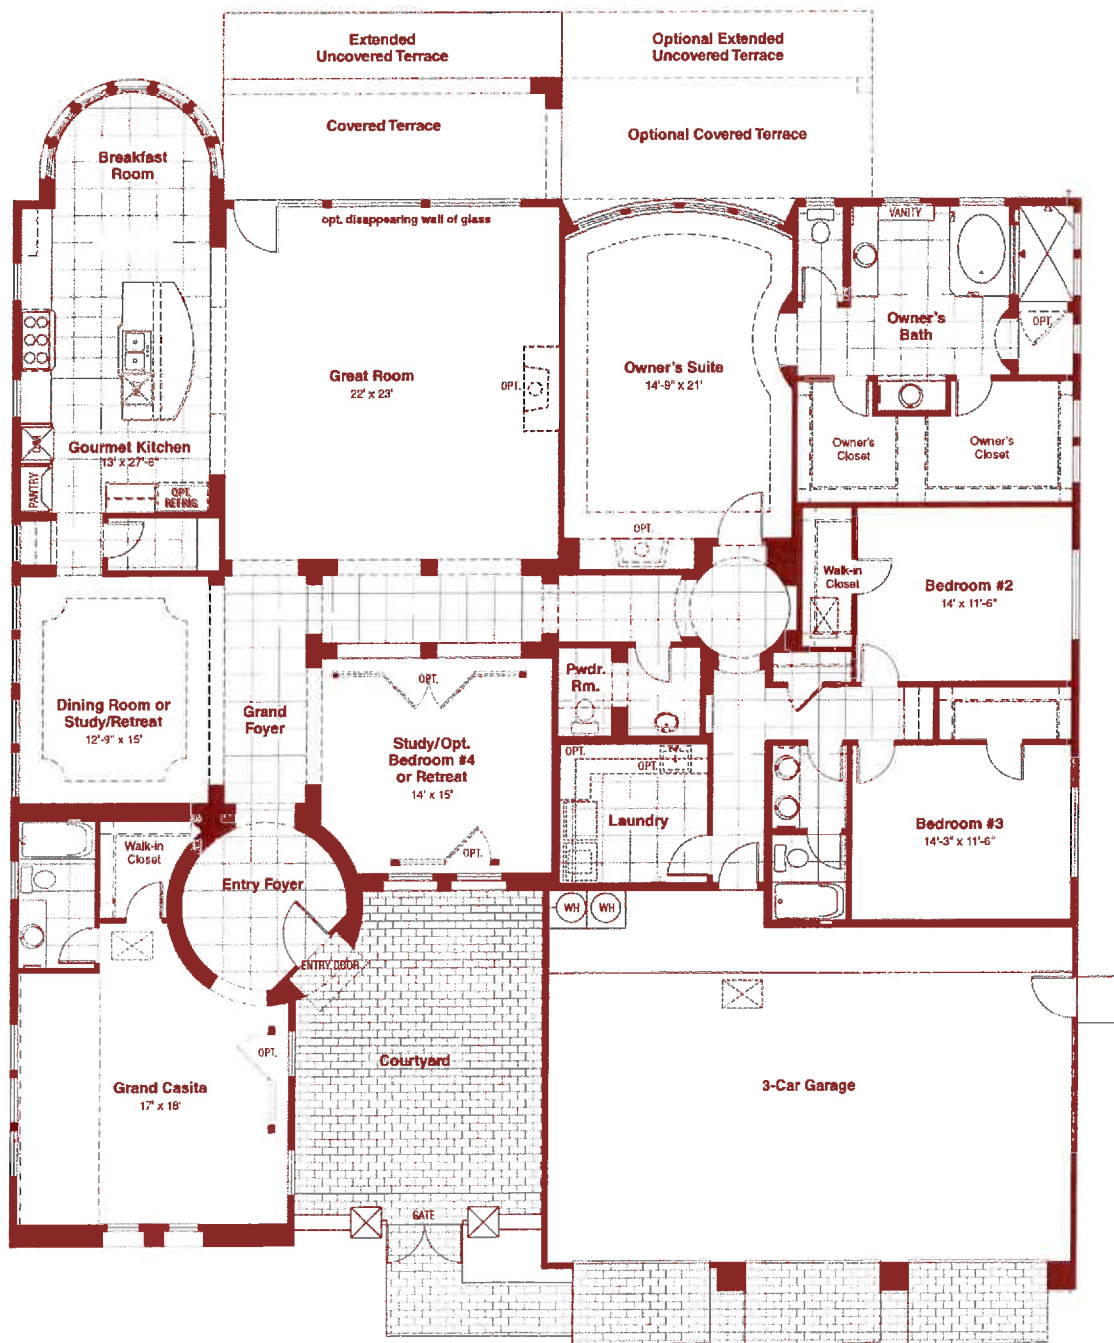 Extended
Uncovered Terrace
Optional Extended
Uncovered Terrace
Covered Terrace
Optional Covered Terrace
Breakfast
Room
opt. disappearing wall of glass
VANITY
OPT.
Owner's
Bath
Great Room
22' x 23'
OPT.
Owner's Suite
14'-9" x 21'
Gourmet Kitchen
13' x 27'-6"
D/W
PANTRY
OPT.
REFRIG
Owner's
Closet
Owner's
Closet
OPT.
Walk-in
Closet
Bedroom #2
14' x 11'-6"
Dining Room or
Study/Retreat
12'-9" x 15'
Grand
Foyer
OPT.
Study/Opt.
Bedroom #4
or Retreat
14' x 15'
Pwdr.
Rm.
OPT.
OPT.
Laundry
Bedroom #3
14'-3" x 11'-6"
OPT.
Walk-in
Closet
Entry Foyer
ENTRY DOOR
WH
WH
OPT.
Courtyard
Grand Casita
17' x 18'
3-Car Garage
GATE